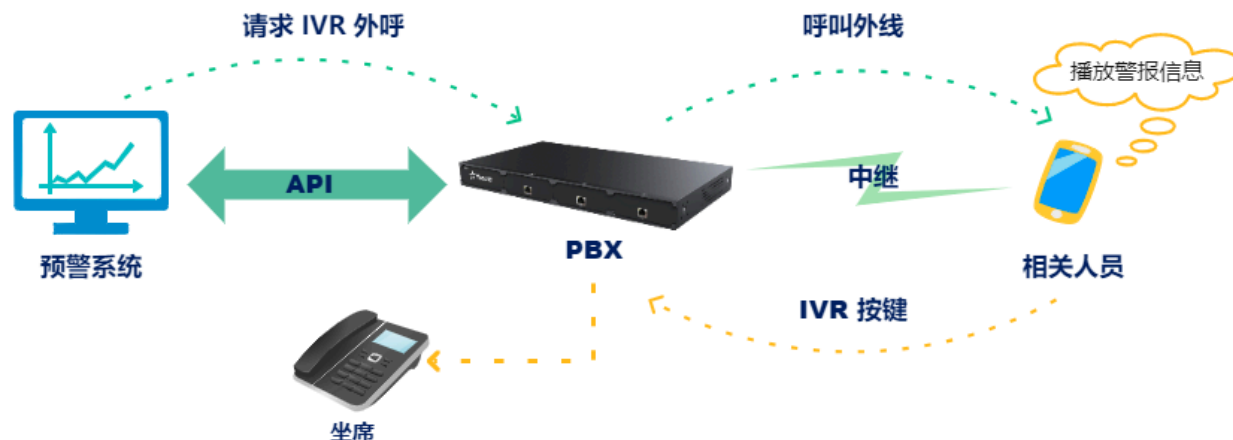 请求 IVR 外呼
呼叫外线
播放警报信息
API
中继
预警系统
PBX
相关人员
IVR 按键
坐席